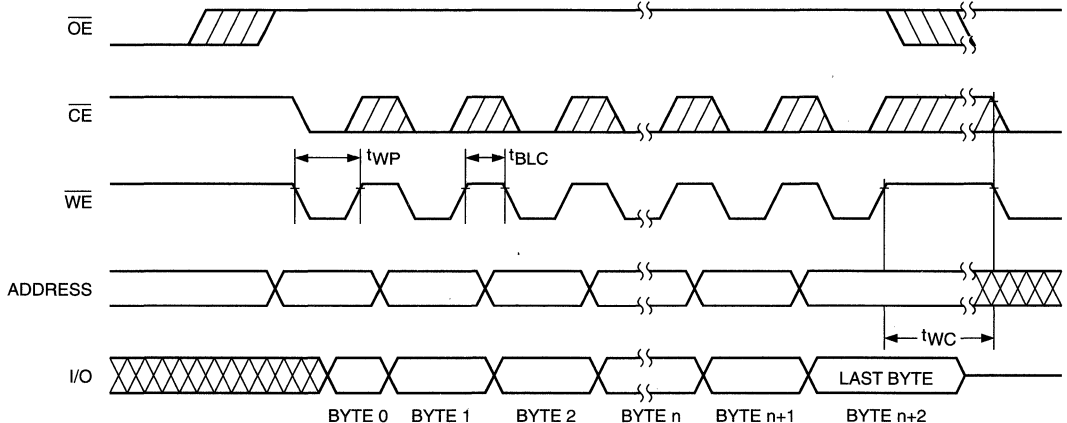 OE
CE
tWP
tBLC
WE
ADDRESS
tWC
I/O
LAST BYTE
BYTE 0 BYTE 1 BYTE 2 BYTE n BYTE n+1 BYTE n+2